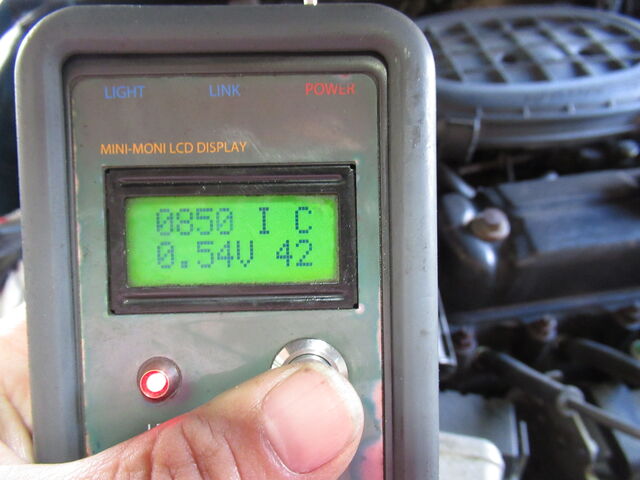 LIGHT LINK POWER
MINI-MONI LCD DISPLAY
0850 I C
0.54V 42